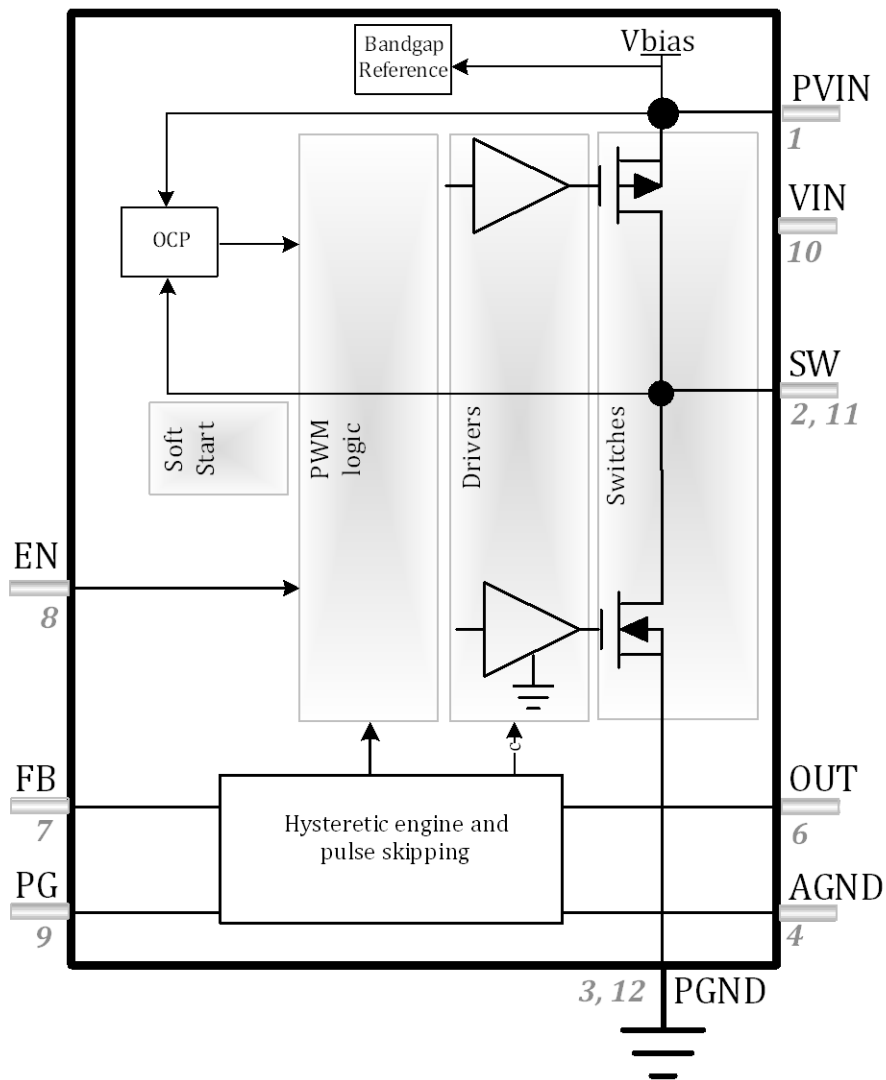 Bandgap
Reference
Vbias
PVIN
1
VIN
10
OCP
SW
2, 11
Soft
Start
PWM
logic
Drivers
Switches
EN
8
c
FB
7
Hysteretic engine and
pulse skipping
OUT
6
PG
9
AGND
4
3, 12
PGND